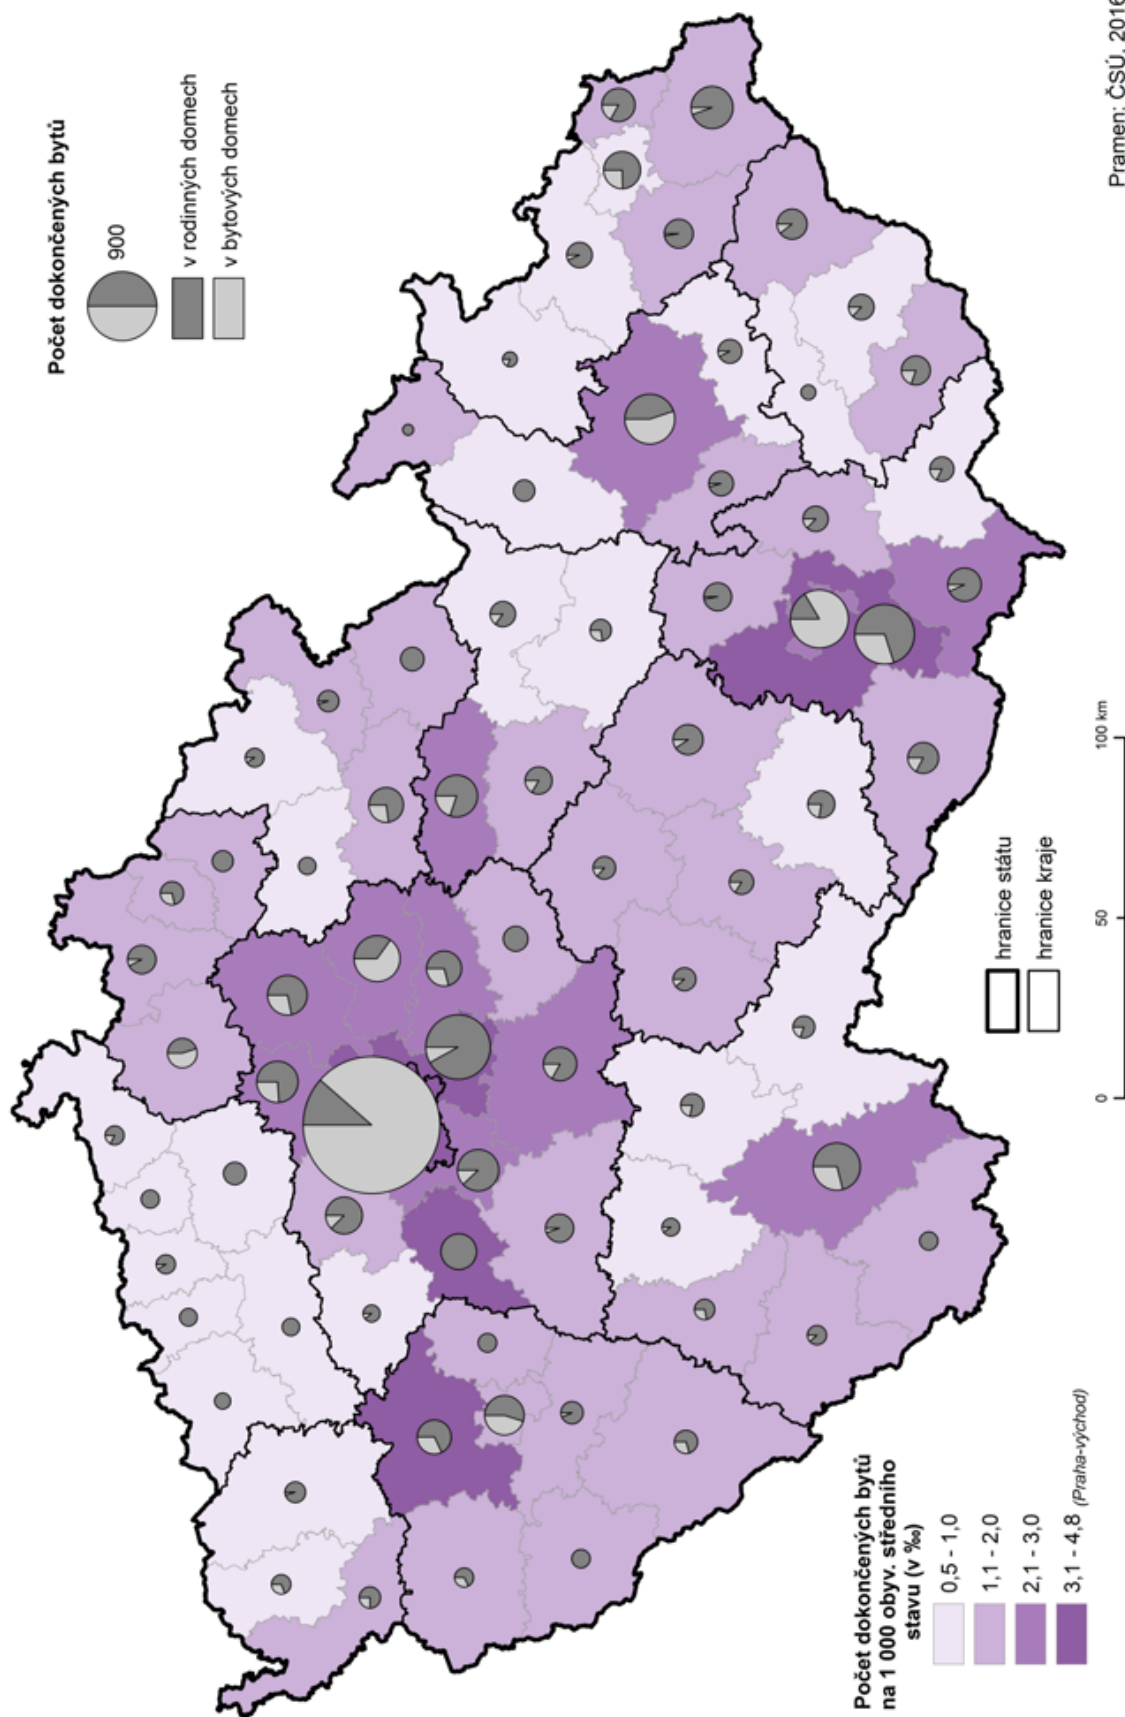 Počet dokončených bytů
900
v rodinných domech
v bytových domech
Počet dokončených bytů
na 1 000 obyv. středního
stavu (v ‰)
0,5 - 1,0
1,1 - 2,0
2,1 - 3,0
3,1 - 4,8 (Praha-východ)
hranice státu
hranice kraje
0 50 100 km
Pramen: ČSÚ, 2016